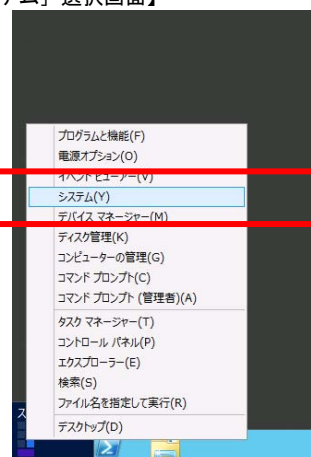 テム」選択画面】
プログラムと機能(F)
電源オプション(O)
イベント ビューアー(V)
システム(Y)
デバイス マネージャー(M)
ディスク管理(K)
コンピューターの管理(G)
コマンド プロンプト(C)
コマンド プロンプト (管理者)(A)
タスク マネージャー(T)
コントロール パネル(P)
エクスプローラー(E)
検索(S)
ファイル名を指定して実行(R)
デスクトップ(D)
ス